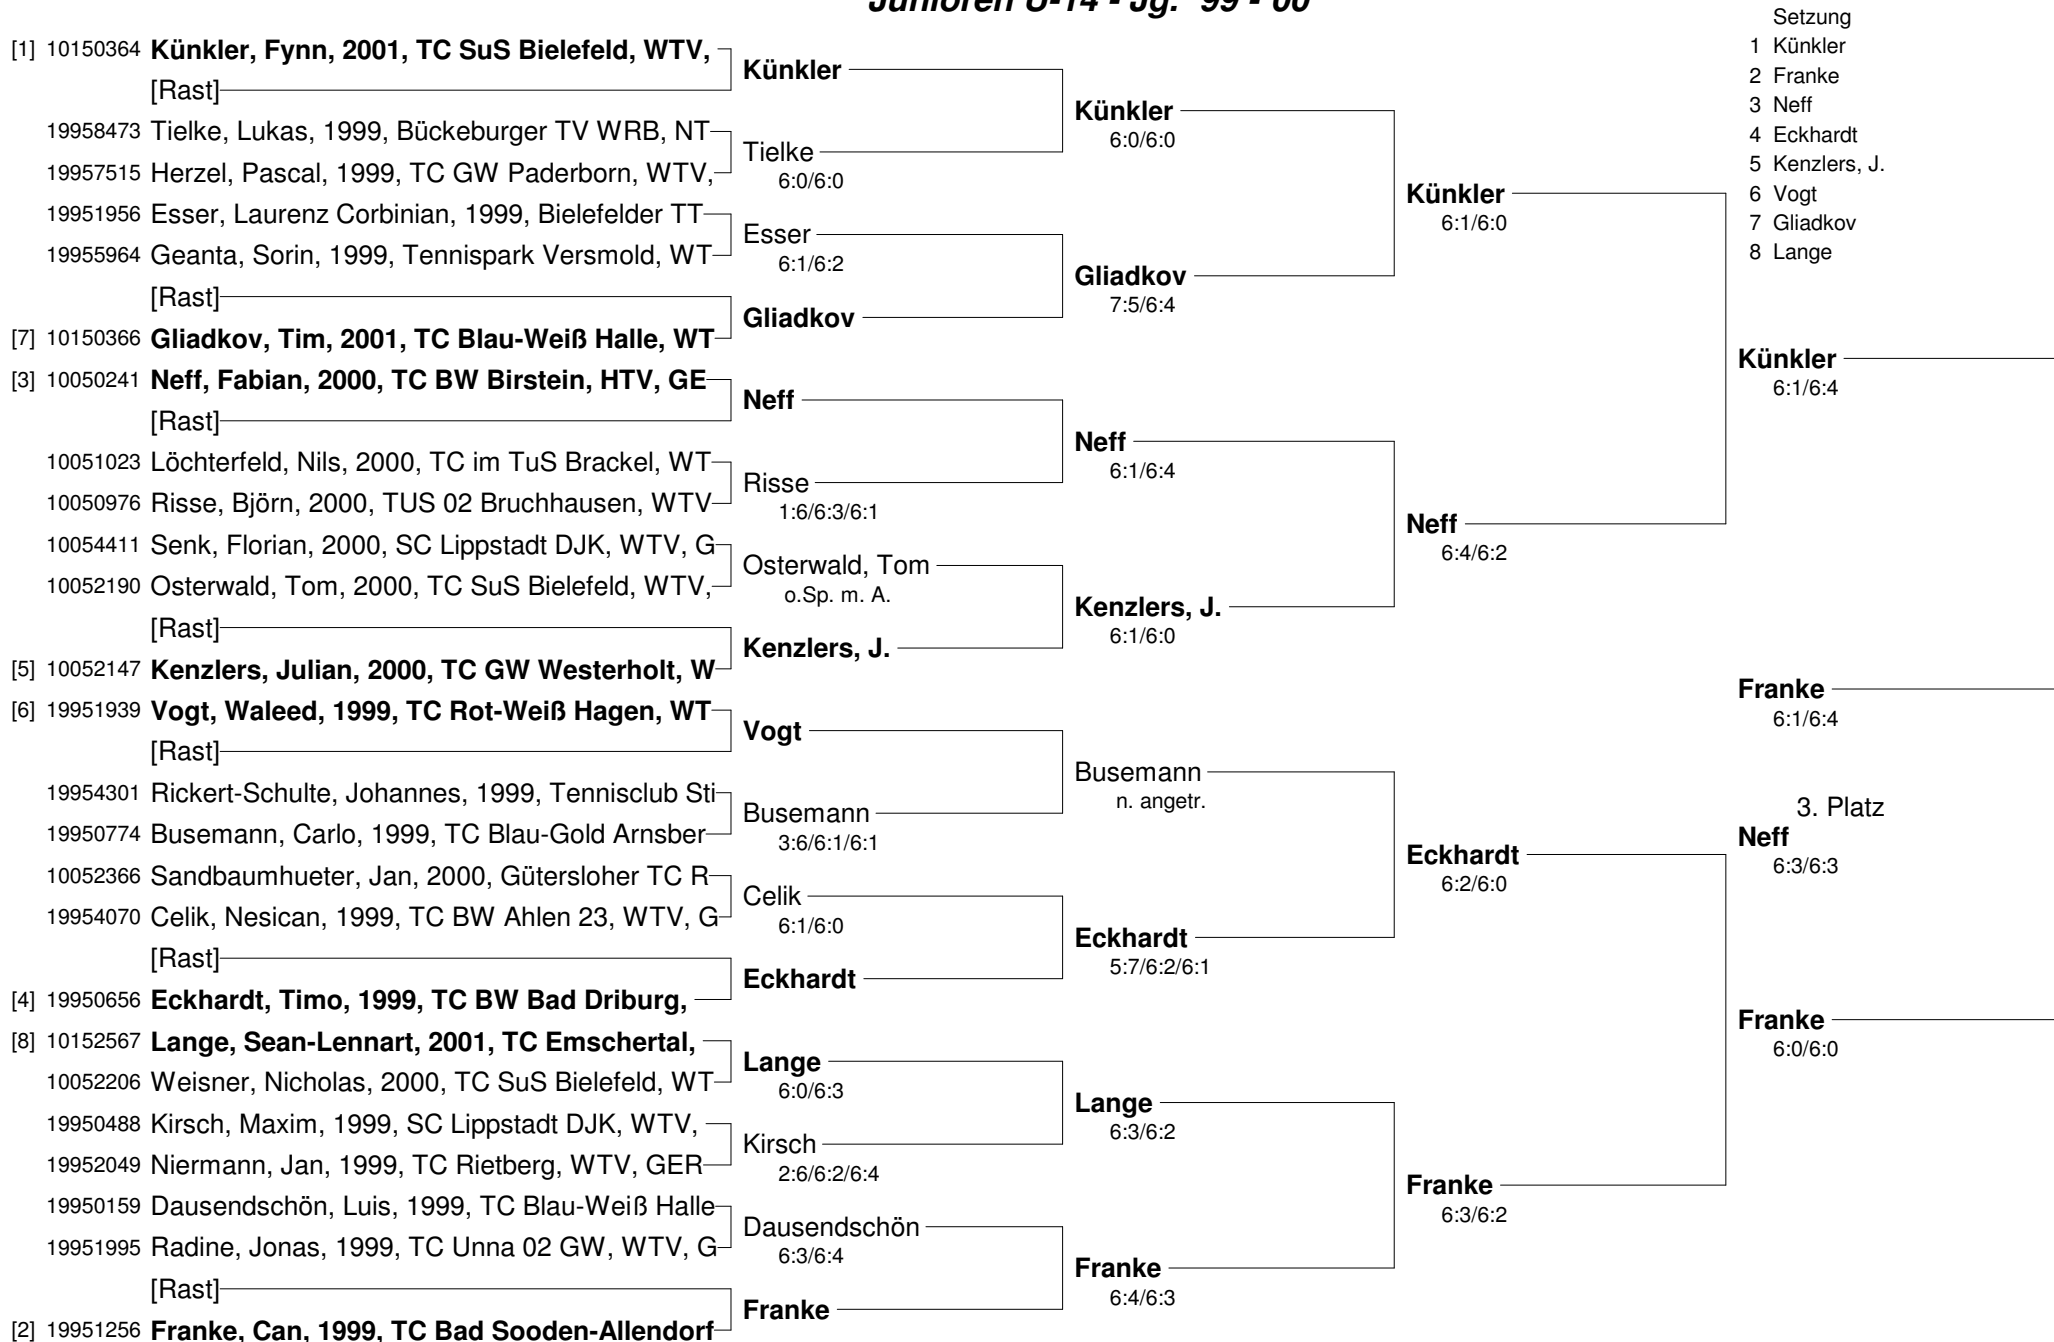 Junioren U-14 - Jg. '99 - '00
Setzung
1 Künkler
2 Franke
3 Neff
4 Eckhardt
5 Kenzlers, J.
6 Vogt
7 Gliadkov
8 Lange
[1] 10150364 Künkler, Fynn, 2001, TC SuS Bielefeld, WTV,
[Rast]
19958473 Tielke, Lukas, 1999, Bückeburger TV WRB, NT
19957515 Herzel, Pascal, 1999, TC GW Paderborn, WTV,
19951956 Esser, Laurenz Corbinian, 1999, Bielefelder TT
19955964 Geanta, Sorin, 1999, Tennispark Versmold, WT
[Rast]
[7] 10150366 Gliadkov, Tim, 2001, TC Blau-Weiß Halle, WT
[3] 10050241 Neff, Fabian, 2000, TC BW Birstein, HTV, GE
[Rast]
10051023 Löchterfeld, Nils, 2000, TC im TuS Brackel, WT
10050976 Risse, Björn, 2000, TUS 02 Bruchhausen, WTV
10054411 Senk, Florian, 2000, SC Lippstadt DJK, WTV, G
10052190 Osterwald, Tom, 2000, TC SuS Bielefeld, WTV,
[Rast]
[5] 10052147 Kenzlers, Julian, 2000, TC GW Westerholt, W
[6] 19951939 Vogt, Waleed, 1999, TC Rot-Weiß Hagen, WT
[Rast]
19954301 Rickert-Schulte, Johannes, 1999, Tennisclub Sti
19950774 Busemann, Carlo, 1999, TC Blau-Gold Arnsber
10052366 Sandbaumhueter, Jan, 2000, Gütersloher TC R
19954070 Celik, Nesican, 1999, TC BW Ahlen 23, WTV, G
[Rast]
[4] 19950656 Eckhardt, Timo, 1999, TC BW Bad Driburg,
[8] 10152567 Lange, Sean-Lennart, 2001, TC Emschertal,
10052206 Weisner, Nicholas, 2000, TC SuS Bielefeld, WT
19950488 Kirsch, Maxim, 1999, SC Lippstadt DJK, WTV,
19952049 Niermann, Jan, 1999, TC Rietberg, WTV, GER
19950159 Dausendschön, Luis, 1999, TC Blau-Weiß Halle
19951995 Radine, Jonas, 1999, TC Unna 02 GW, WTV, G
[Rast]
[2] 19951256 Franke, Can, 1999, TC Bad Sooden-Allendorf
Künkler
Tielke
6:0/6:0
Esser
6:1/6:2
Gliadkov
Neff
Risse
1:6/6:3/6:1
Osterwald, Tom
o.Sp. m. A.
Kenzlers, J.
Vogt
Busemann
3:6/6:1/6:1
Celik
6:1/6:0
Eckhardt
Lange
6:0/6:3
Kirsch
2:6/6:2/6:4
Dausendschön
6:3/6:4
Franke
Künkler
6:0/6:0
Gliadkov
7:5/6:4
Neff
6:1/6:4
Kenzlers, J.
6:1/6:0
Busemann
n. angetr.
Eckhardt
5:7/6:2/6:1
Lange
6:3/6:2
Franke
6:4/6:3
Künkler
6:1/6:0
Neff
6:4/6:2
Eckhardt
6:2/6:0
Franke
6:3/6:2
Künkler
6:1/6:4
Franke
6:1/6:4
3. Platz
Neff
6:3/6:3
Franke
6:0/6:0